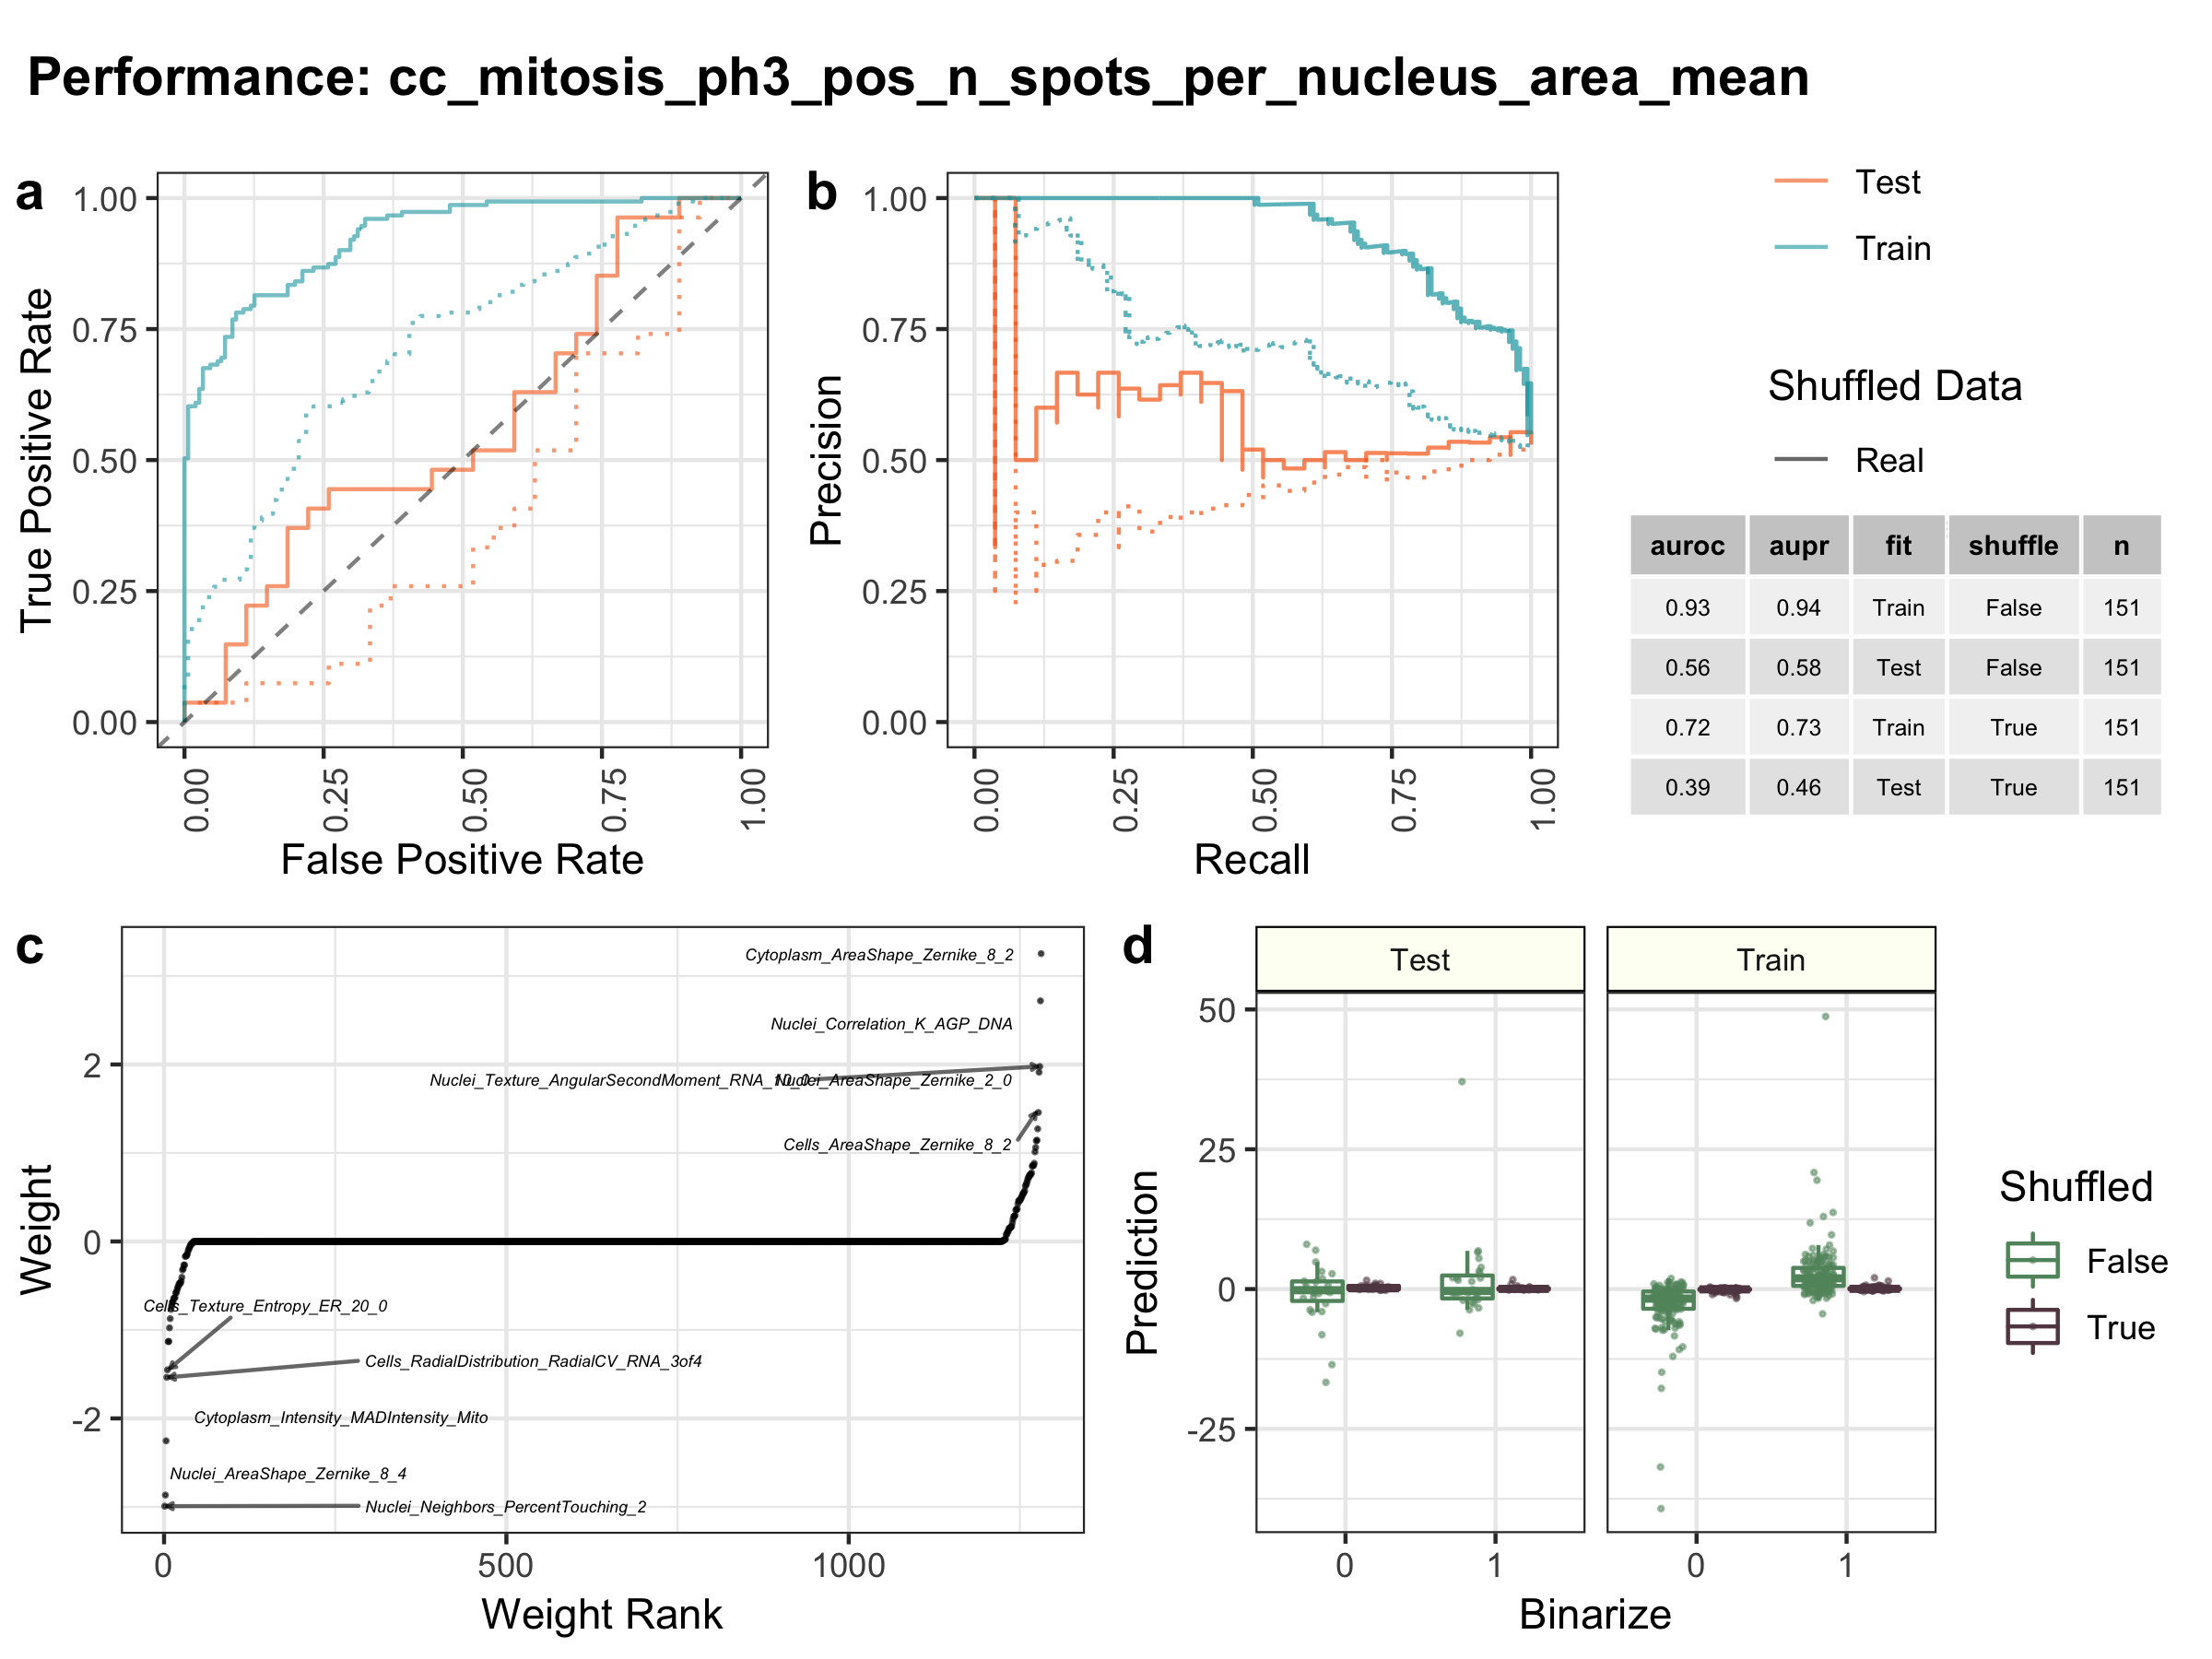 Performance: cc_mitosis_ph3_pos_n_spots_per_nucleus_area_mean
a
True Positive Rate
1.00
0.75
0.50
0.25
0.00
0.00 0.25 0.50 0.75 1.00
False Positive Rate
b
Precision
1.00
0.75
0.50
0.25
0.00
0.00 0.25 0.50 0.75 1.00
Recall
Test
Train
Shuffled Data
Real
auroc aupr fit shuffle n
0.93 0.94 Train False 151
0.56 0.58 Test False 151
0.72 0.73 Train True 151
0.39 0.46 Test True 151
c
Weight
2
0
-2
Cytoplasm_AreaShape_Zernike_8_2
Nuclei_Correlation_K_AGP_DNA
Nuclei_Texture_AngularSecondMoment_RNA_10_0
Nuclei_AreaShape_Zernike_2_0
Cells_AreaShape_Zernike_8_2
Cells_Texture_Entropy_ER_20_0
Cells_RadialDistribution_RadialCV_RNA_3of4
Cytoplasm_Intensity_MADIntensity_Mito
Nuclei_AreaShape_Zernike_8_4
Nuclei_Neighbors_PercentTouching_2
0 500 1000
Weight Rank
d
Test Train
Prediction
50
25
0
-25
0 1 0 1
Binarize
Shuffled
False
True